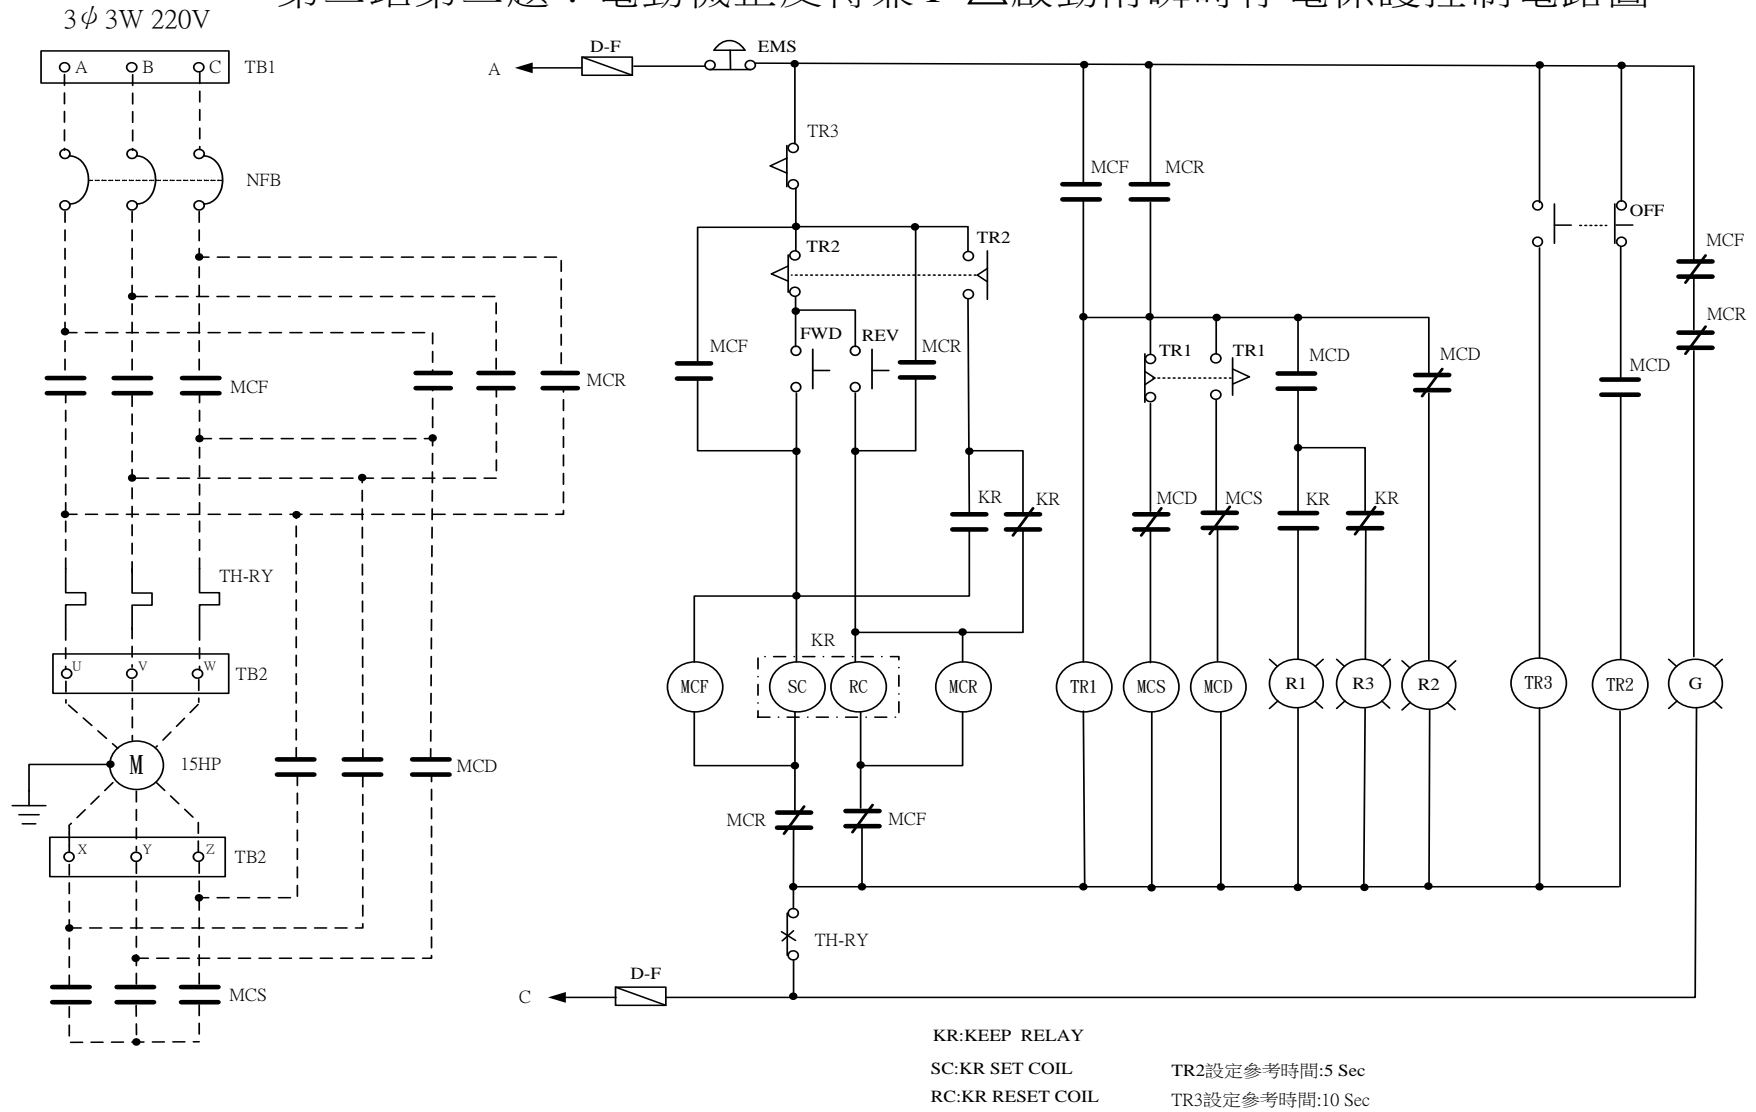 3φ 3W 220V
A B C TB1
NFB
MCF
MCR
TH-RY
U V W TB2
M 15HP
MCD
X Y Z TB2
MCS
A D-F EMS
TR3
TR2 TR2
MCF FWD REV MCR
KR KR
KR
MCF SC RC MCR
MCR MCF
TH-RY
C D-F
MCF MCR
TR1 TR1 MCD MCD
MCD MCS KR KR
TR1 MCS MCD R1 R3 R2
OFF
MCF
MCR
MCD
TR3 TR2 G
KR:KEEP RELAY
SC:KR SET COIL
RC:KR RESET COIL
TR2設定參考時間:5 Sec
TR3設定參考時間:10 Sec